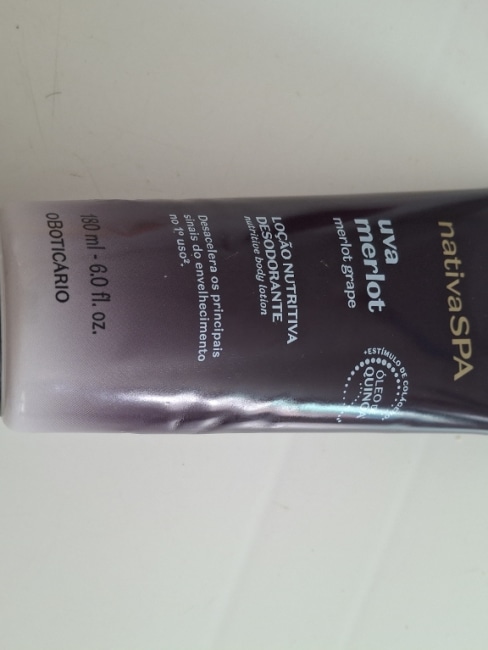 nativaSPA
uva
merlot
merlot grape
•ESTÍMULO DE
ÓLEO
QUINOA
LOÇÃO NUTRITIVA
DESODORANTE
nutritive body lotion
Desacelera os principais
sinais do envelhecimento
no 1º uso².
180 ml - 6.0 fl. oz.
oBOTICÁRIO